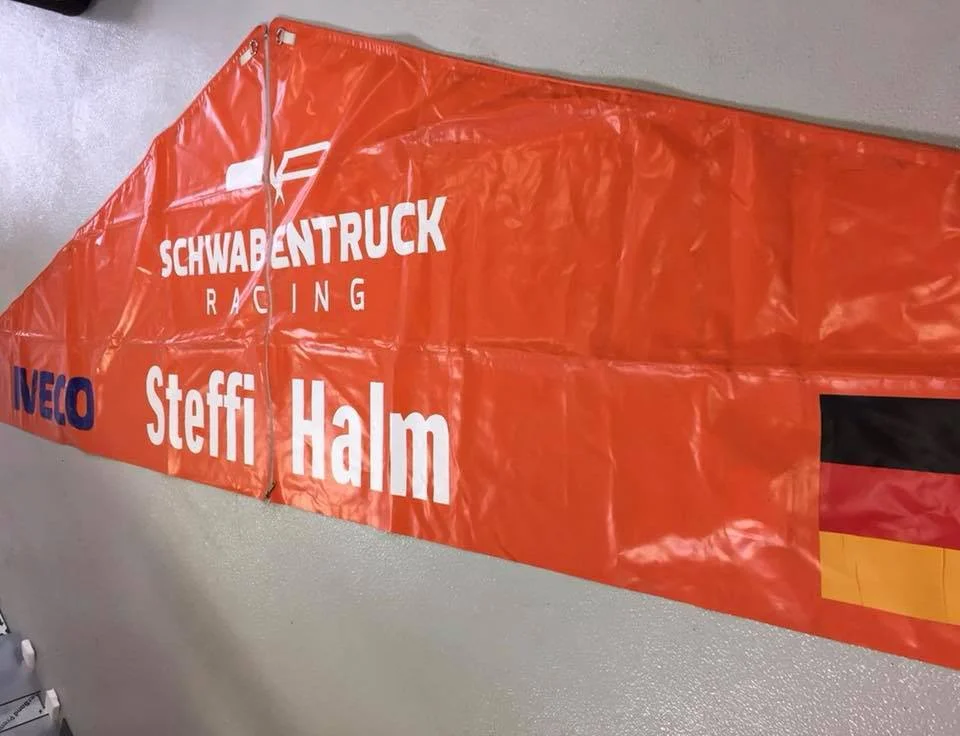 SCHWABENTRUCK
RACING
IVECO
Steffi Halm